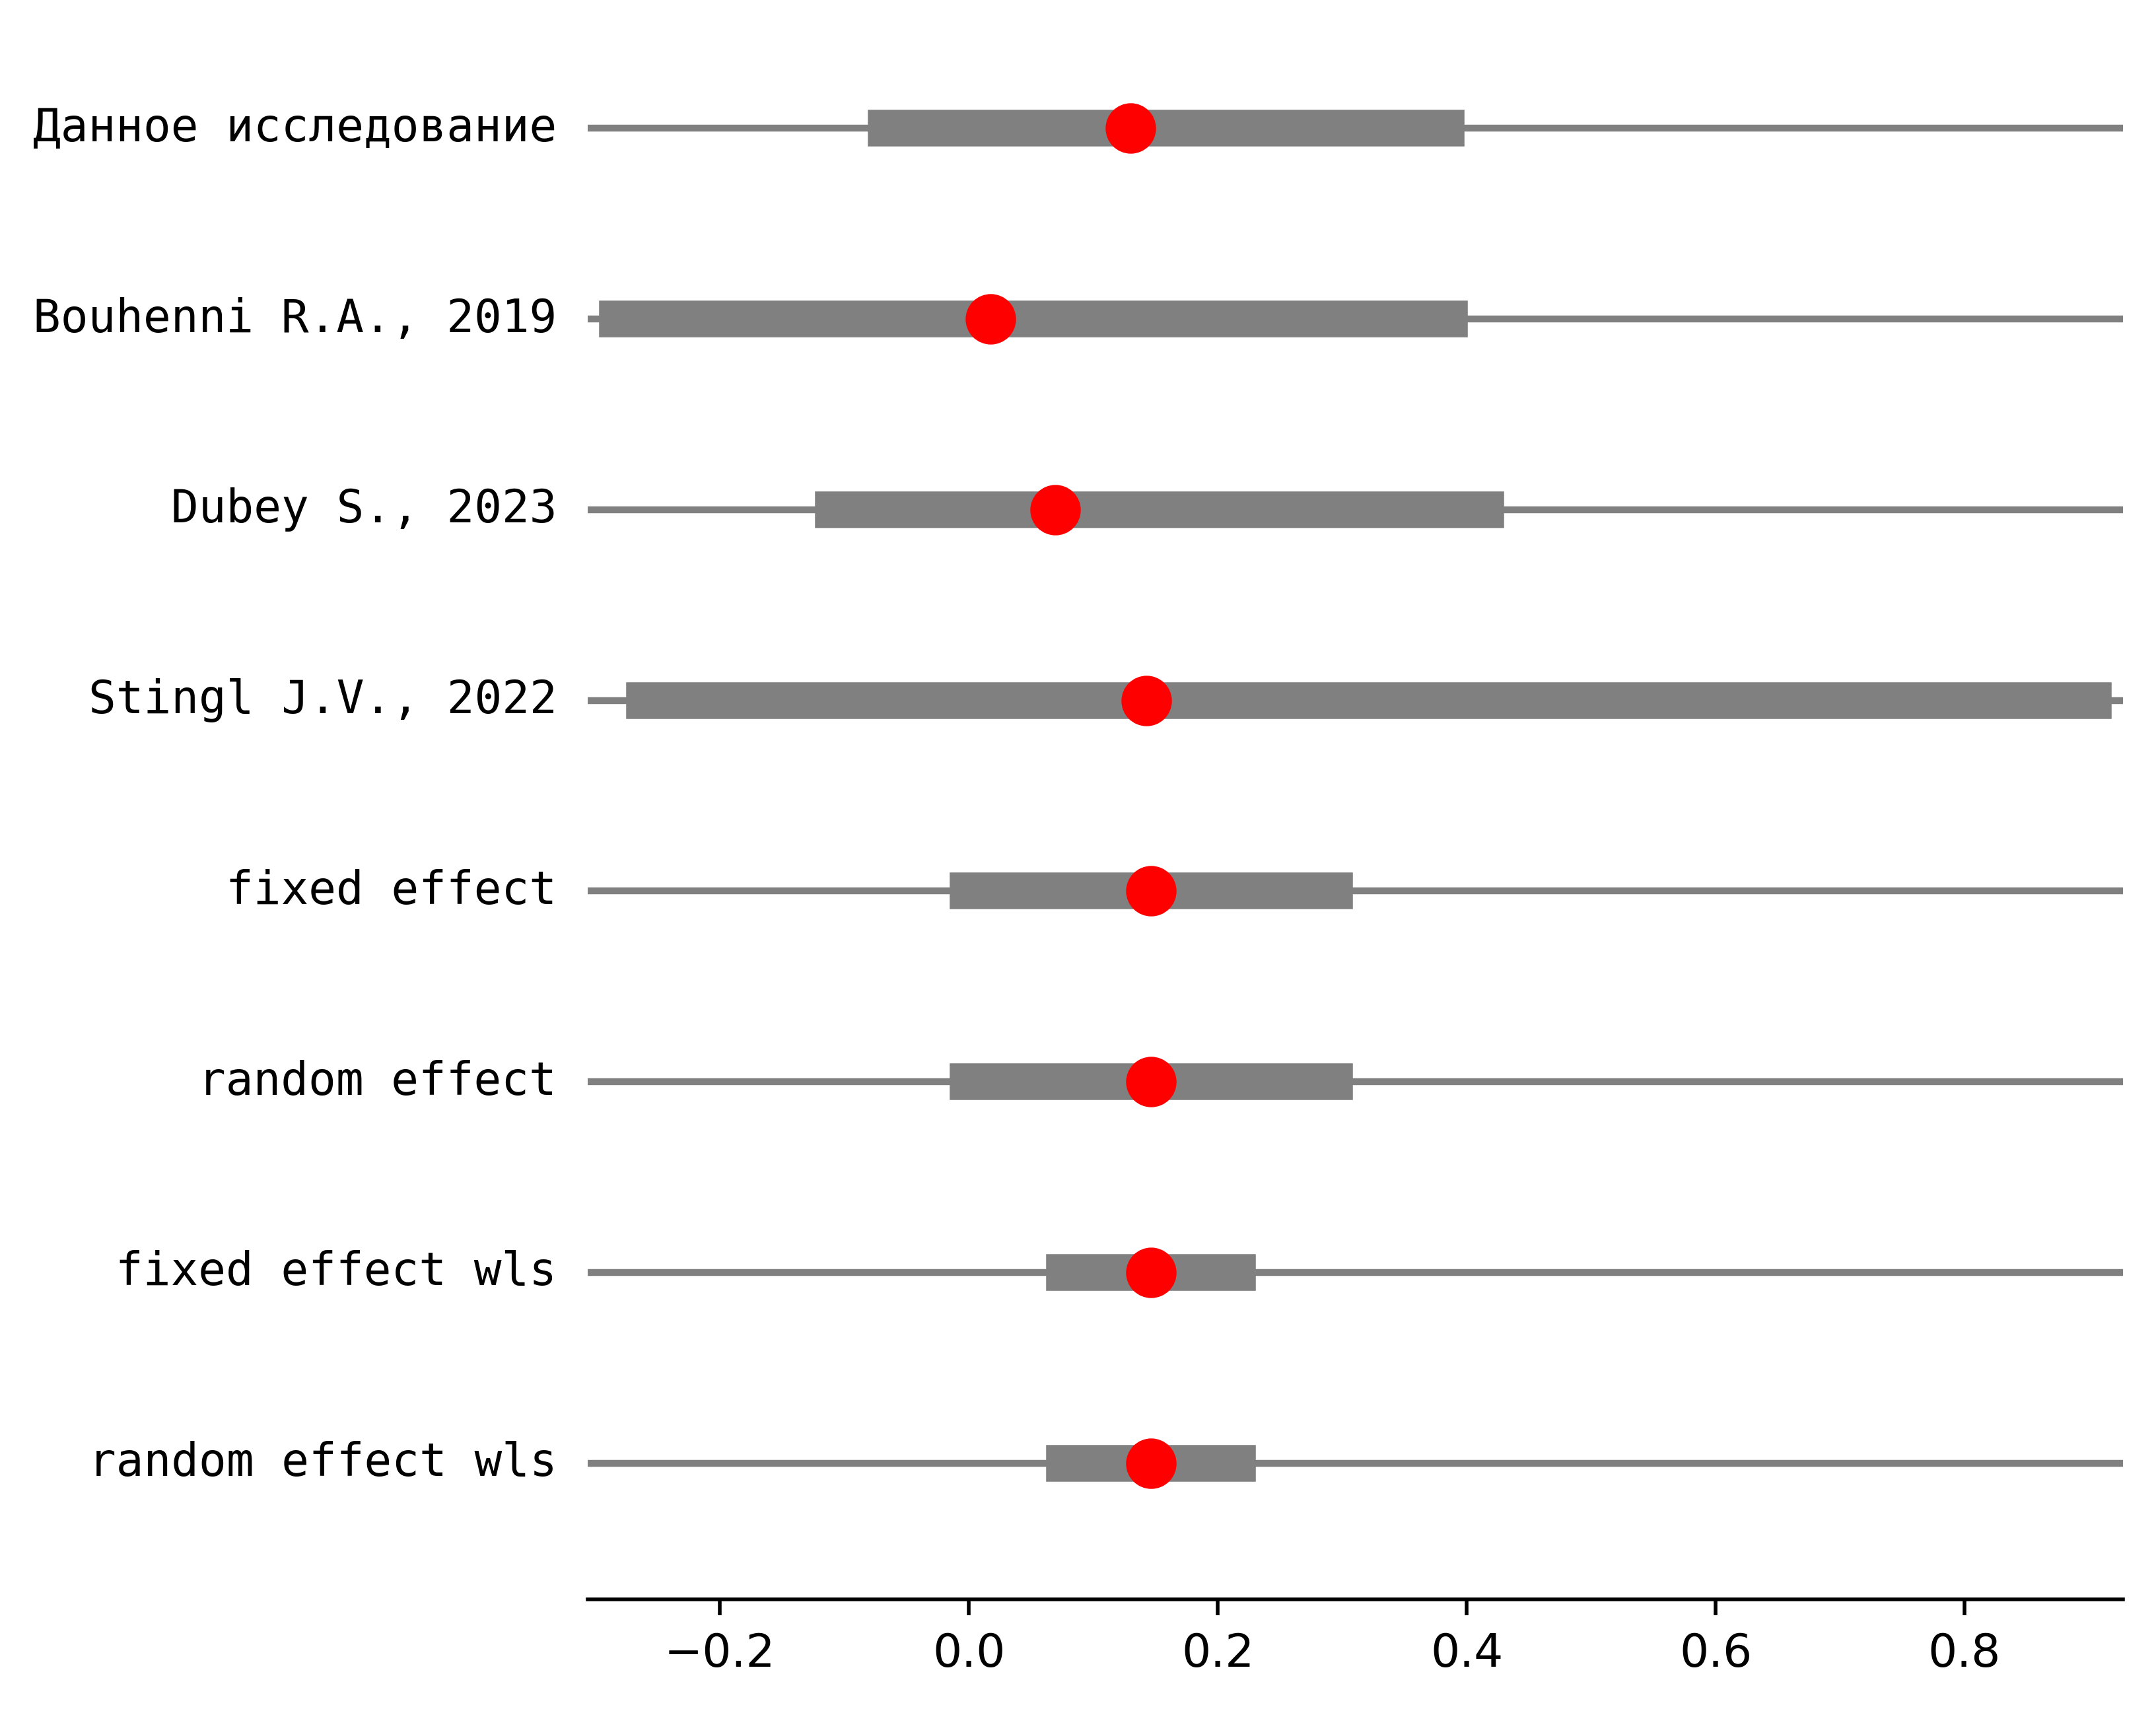 Данное исследование
Bouhenni R.A., 2019
Dubey S., 2023
Stingl J.V., 2022
fixed effect
random effect
fixed effect wls
random effect wls
−0.2 0.0 0.2 0.4 0.6 0.8